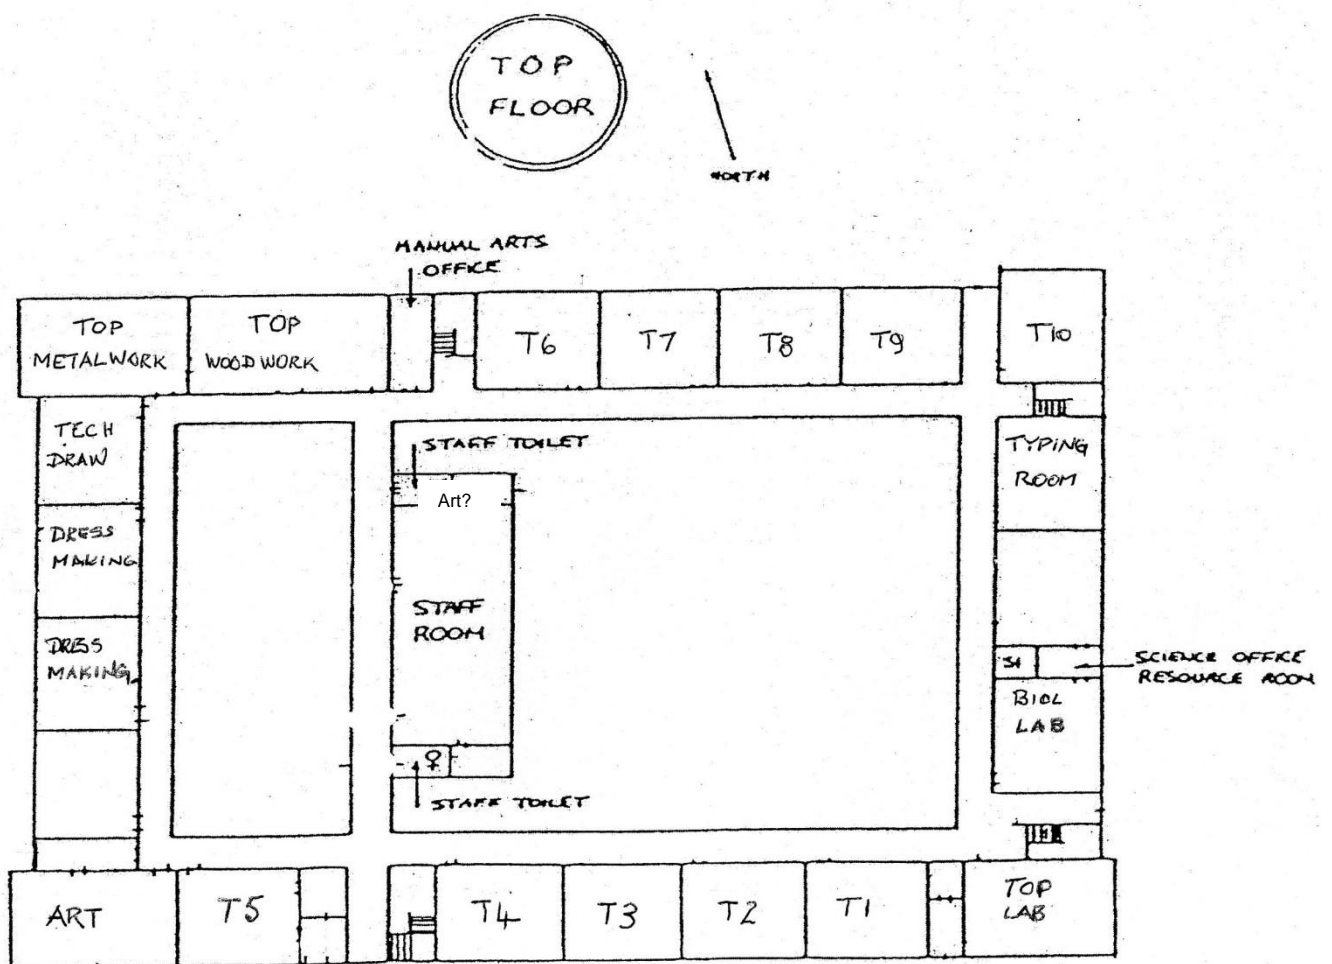 TOP
FLOOR
NORTH
MANUAL ARTS
OFFICE
TOP
METALWORK
TOP
WOODWORK
T6
T7
T8
T9
T10
TECH
DRAW
STAFF TOILET
Art?
TYPING
ROOM
DRESS
MAKING
STAFF
ROOM
DRESS
MAKING
SCIENCE OFFICE
RESOURCE ROOM
BIOL
LAB
♀
STAFF TOILET
ART
T5
T4
T3
T2
T1
TOP
LAB